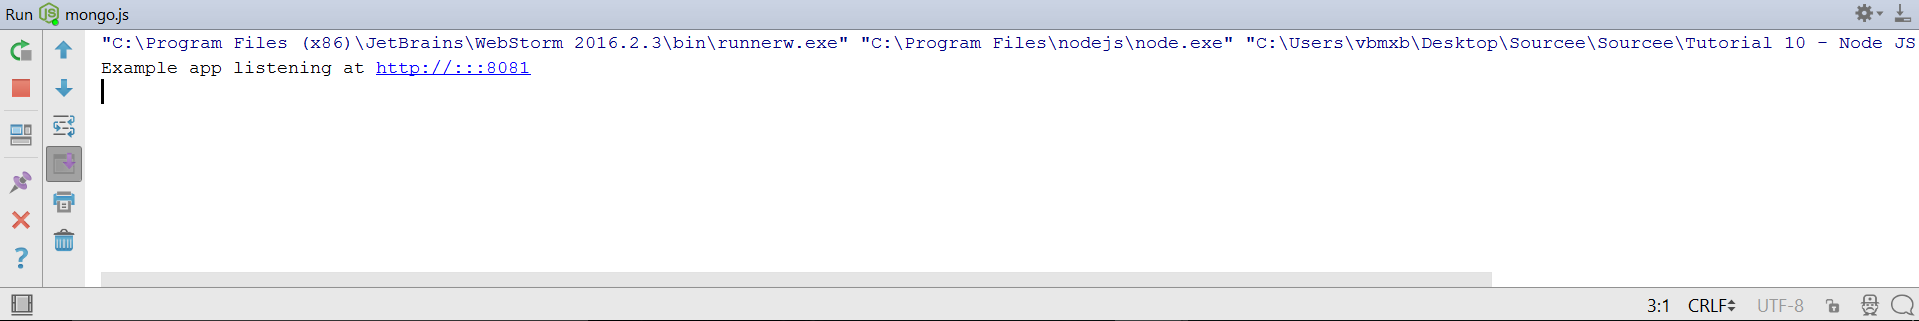 Run mongo.js
"C:\Program Files (x86)\JetBrains\WebStorm 2016.2.3\bin\runnerw.exe" "C:\Program Files\nodejs\node.exe" "C:\Users\vbmxb\Desktop\Sourcee\Sourcee\Tutorial 10 - Node JS
Example app listening at http://:::8081
3:1 CRLF UTF-8